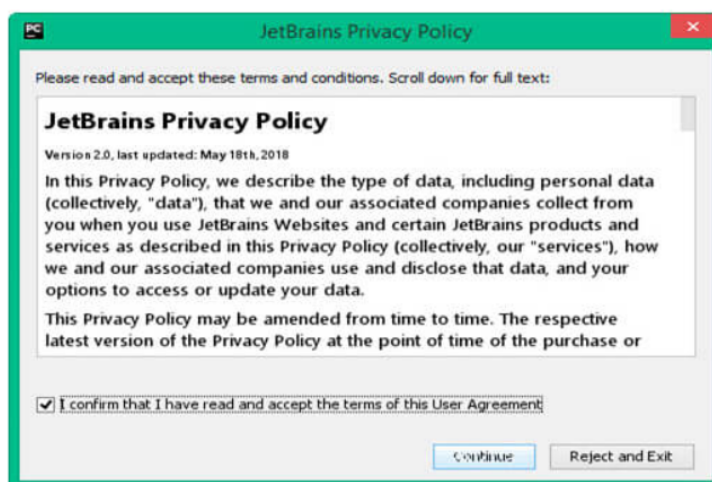 PC
JetBrains Privacy Policy
Please read and accept these terms and conditions. Scroll down for full text:
JetBrains Privacy Policy
Version 2.0, last updated: May 18th, 2018
In this Privacy Policy, we describe the type of data, including personal data
(collectively, "data"), that we and our associated companies collect from
you when you use JetBrains Websites and certain JetBrains products and
services as described in this Privacy Policy (collectively, our "services"), how
we and our associated companies use and disclose that data, and your
options to access or update your data.
This Privacy Policy may be amended from time to time. The respective
latest version of the Privacy Policy at the point of time of the purchase or
I confirm that I have read and accept the terms of this User Agreement
Continue
Reject and Exit